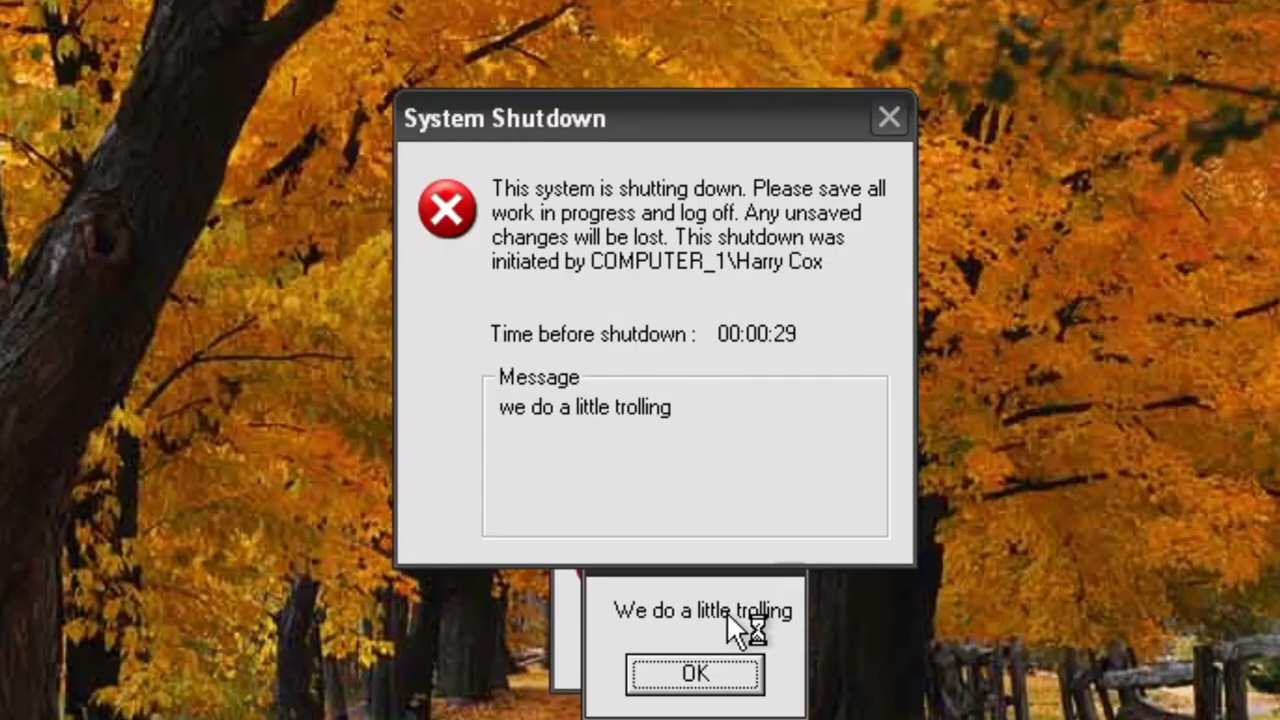 System Shutdown
This system is shutting down. Please save all
work in progress and log off. Any unsaved
changes will be lost. This shutdown was
initiated by COMPUTER_1\Harry Cox
Time before shutdown : 00:00:29
Message
we do a little trolling
We do a little trolling
OK